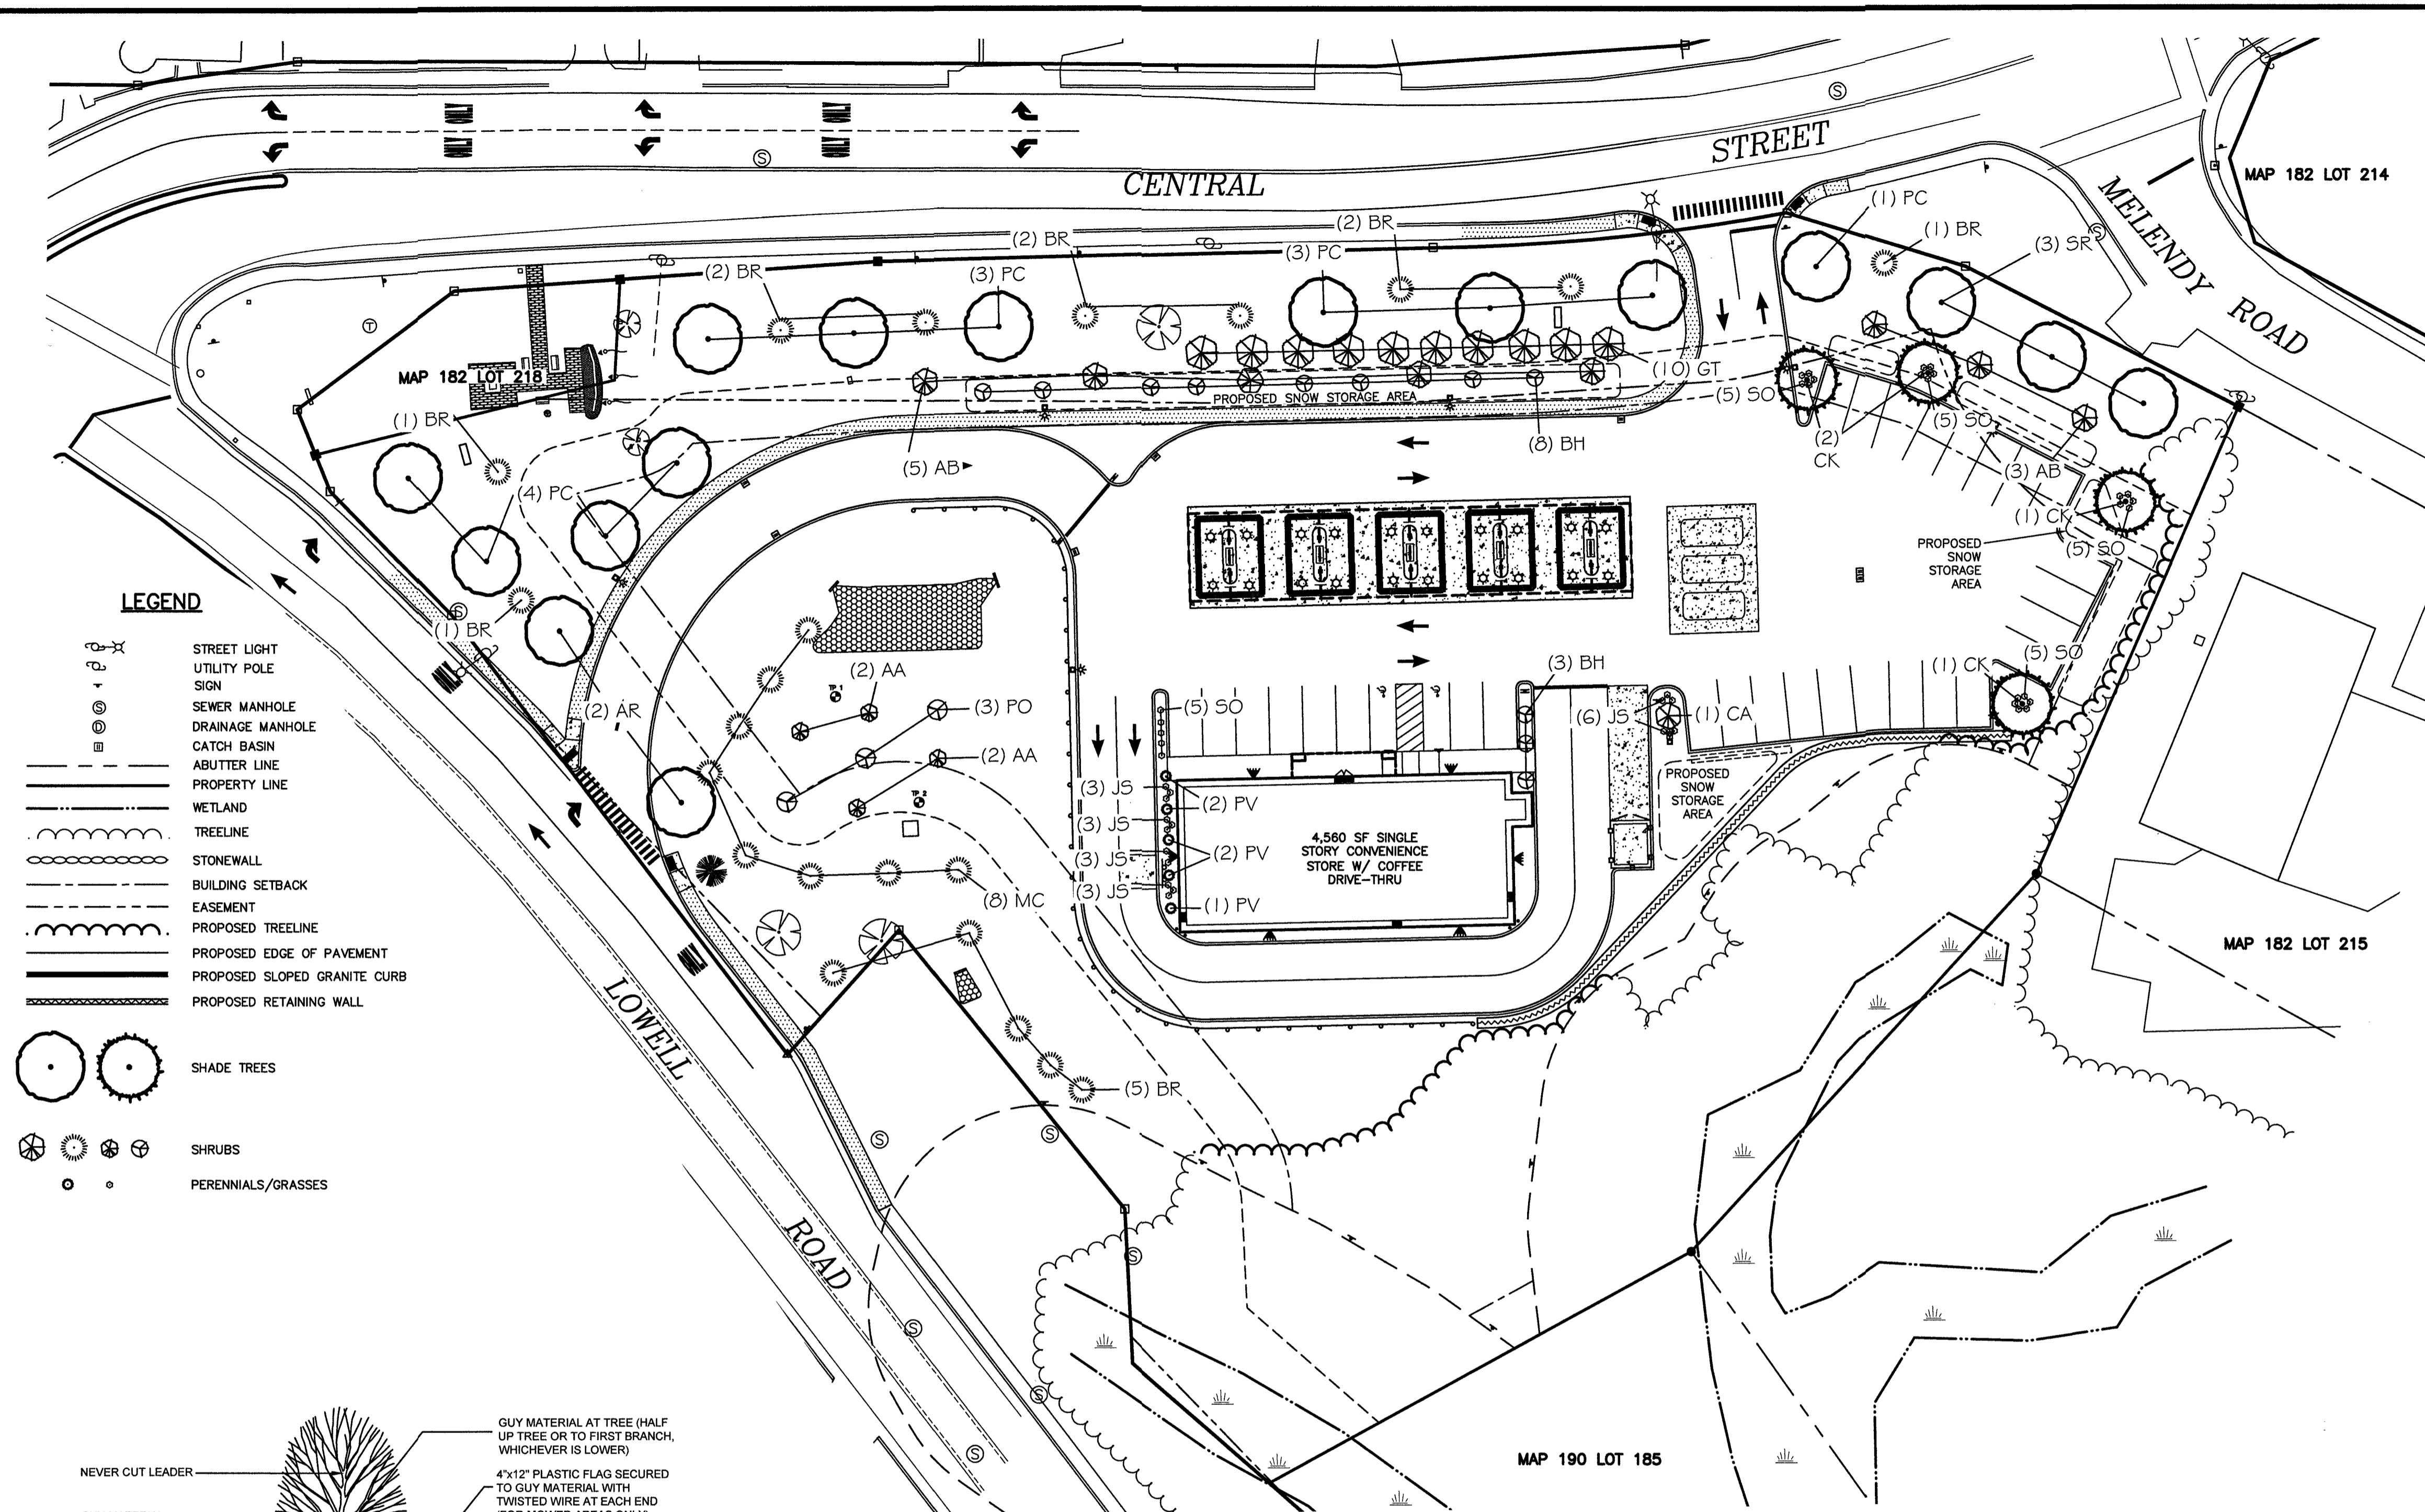 CENTRAL
STREET
MELENDY ROAD
MAP 182 LOT 214
(1) PC
(1) BR
(3) SR
(2) BR
(2) BR
(3) PC
(2) BR
(3) PC
MAP 182 LOT 218
(10) GT
PROPOSED SNOW STORAGE AREA
(5) SO
(1) BR
(8) BH
(2)
CK
(5) SO
(5) AB
(3) AB
(4) PC
(1) CK
(5) SO
PROPOSED
SNOW
STORAGE
AREA
LEGEND
STREET LIGHT
UTILITY POLE
SIGN
SEWER MANHOLE
DRAINAGE MANHOLE
CATCH BASIN
ABUTTER LINE
PROPERTY LINE
WETLAND
TREELINE
STONEWALL
BUILDING SETBACK
EASEMENT
PROPOSED TREELINE
PROPOSED EDGE OF PAVEMENT
PROPOSED SLOPED GRANITE CURB
PROPOSED RETAINING WALL
SHADE TREES
SHRUBS
PERENNIALS/GRASSES
(1) BR
(2) AA
(3) BH
(1) CK
(5) SO
TP 1
(2) AR
(3) PO
(5) SO
(6) JS
(1) CA
(2) AA
TP 2
(3) JS
(2) PV
(3) JS
(2) PV
(3) JS
(3) JS
(1) PV
PROPOSED
SNOW
STORAGE
AREA
4,560 SF SINGLE
STORY CONVENIENCE
STORE W/ COFFEE
DRIVE-THRU
(8) MC
MAP 182 LOT 215
(5) BR
LOWELL
ROAD
MAP 190 LOT 185
GUY MATERIAL AT TREE (HALF
UP TREE OR TO FIRST BRANCH,
WHICHEVER IS LOWER)
NEVER CUT LEADER
4"x12" PLASTIC FLAG SECURED
TO GUY MATERIAL WITH
TWISTED WIRE AT EACH END